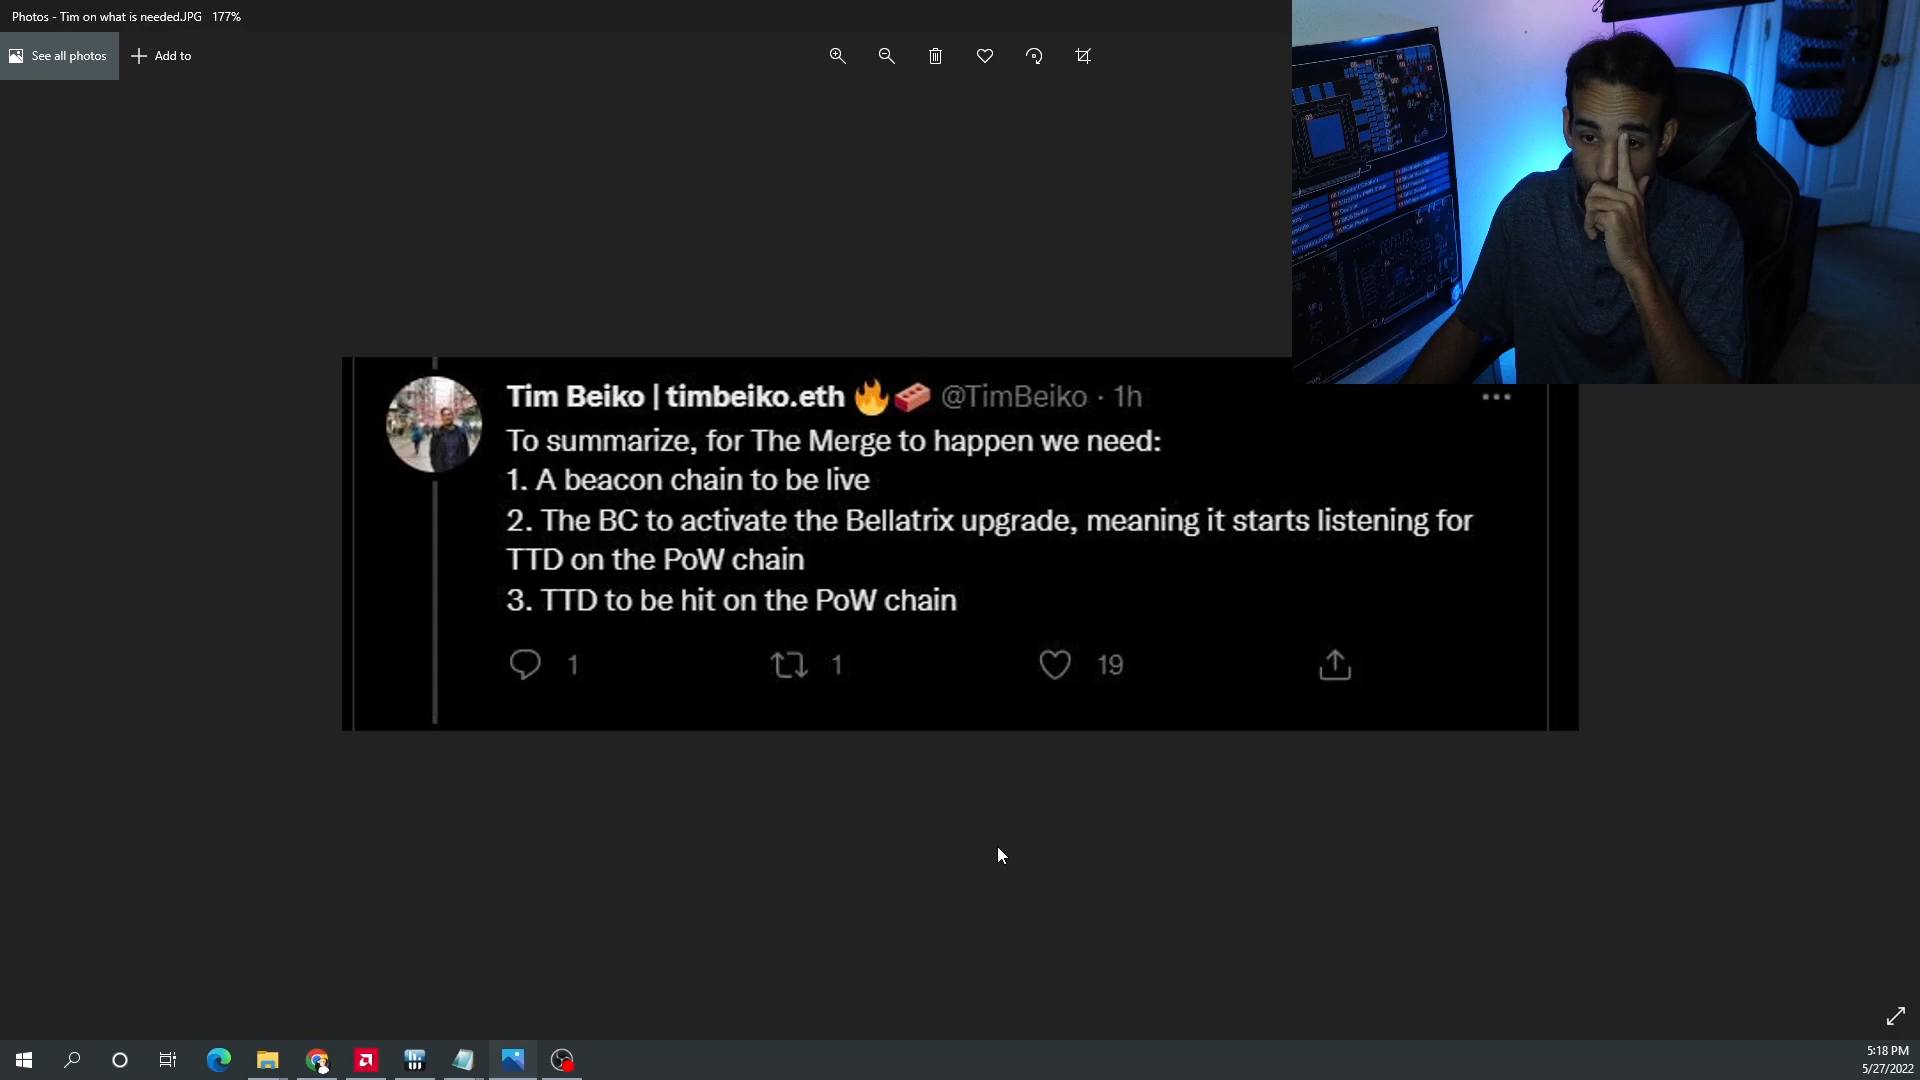 Photos - Tim on what is needed.JPG 177%
See all photos
Add to
Tim Beiko | timbeiko.eth 🔥🧱 @TimBeiko · 1h
To summarize, for The Merge to happen we need:
1. A beacon chain to be live
2. The BC to activate the Bellatrix upgrade, meaning it starts listening for
TTD on the PoW chain
3. TTD to be hit on the PoW chain
1 1 19
5:18 PM
5/27/2022